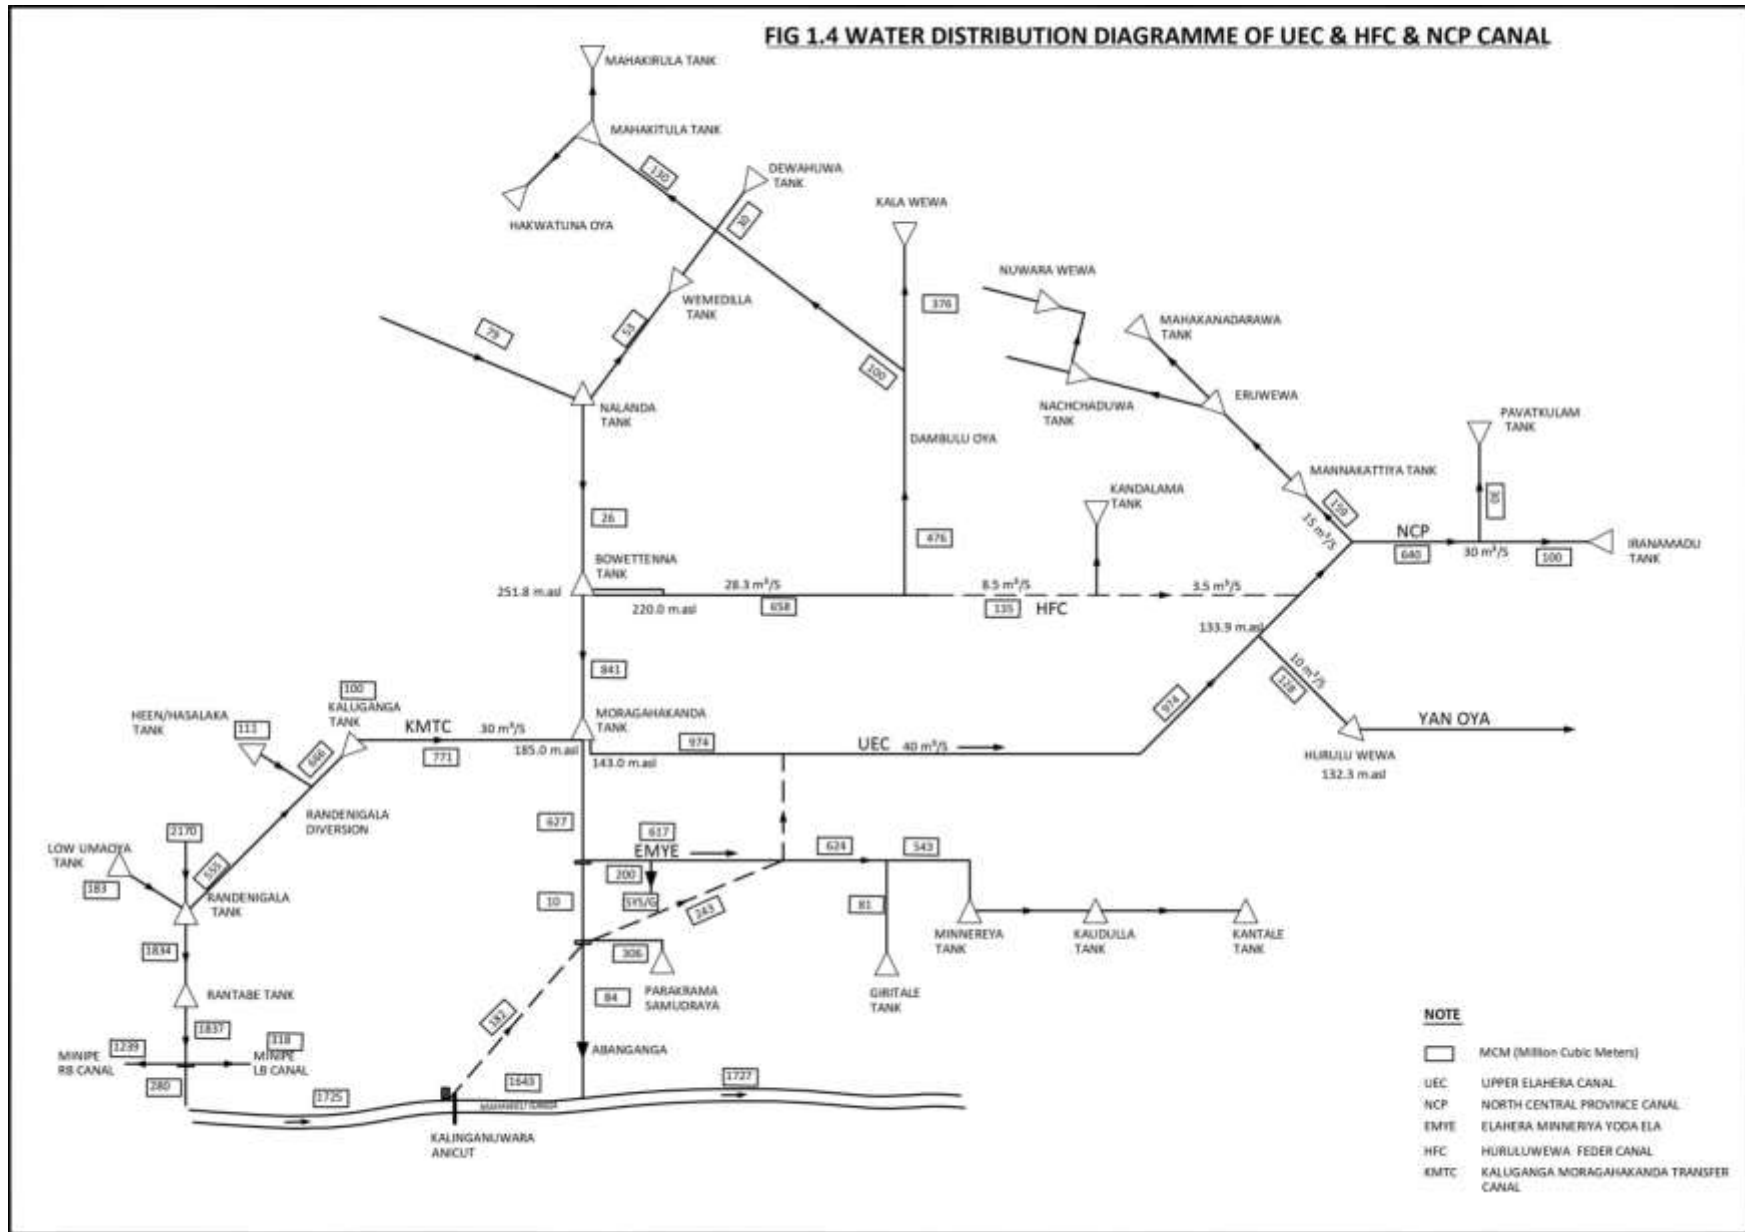 FIG 1.4 WATER DISTRIBUTION DIAGRAMME OF UEC & HFC & NCP CANAL
MAHAKIRULA TANK
MAHAKITULA TANK
130
DEWAHUWA
TANK
30
HAKWATUNA OYA
KALA WEWA
WEMEDILLA
TANK
53
79
376
100
NUWARA WEWA
MAHAKANADARAWA
TANK
NALANDA
TANK
DAMBULU OYA
NACHCHADUWA
TANK
ERUWEWA
PAVATKULAM
TANK
MANNAKATTIYA TANK
KANDALAMA
TANK
159
15 m³/S
30
26
476
NCP
640
30 m³/S
100
IRANAMADU
TANK
BOWETTENNA
TANK
251.8 m.asl
220.0 m.asl
28.3 m³/S
658
8.5 m³/S
135
HFC
3.5 m³/S
133.9 m.asl
841
10 m³/S
128
974
YAN OYA
HURULU WEWA
132.3 m.asl
100
KALUGANGA
TANK
HEEN/HASALAKA
TANK
111
666
KMTC
30 m³/S
771
MORAGAHAKANDA
TANK
185.0 m.asl
143.0 m.asl
974
UEC
40 m³/S
RANDENIGALA
DIVERSION
2170
LOW UMAOYA
TANK
183
555
RANDENIGALA
TANK
627
617
EMYE
624
543
200
SYS/G
10
243
81
MINNEREYA
TANK
KAUDULLA
TANK
KANTALE
TANK
1834
306
PARAKRAMA
SAMUDRAYA
GIRITALE
TANK
RANTABE TANK
84
182
1837
1239
318
MINIPE
RB CANAL
MINIPE
LB CANAL
280
ABANGANGA
1725
1643
1727
MAHAWELI GANGA
KALINGANUWARA
ANICUT
NOTE
MCM (Million Cubic Meters)
UEC UPPER ELAHERA CANAL
NCP NORTH CENTRAL PROVINCE CANAL
EMYE ELAHERA MINNERIYA YODA ELA
HFC HURULUWEWA FEDER CANAL
KMTC KALUGANGA MORAGAHAKANDA TRANSFER
CANAL